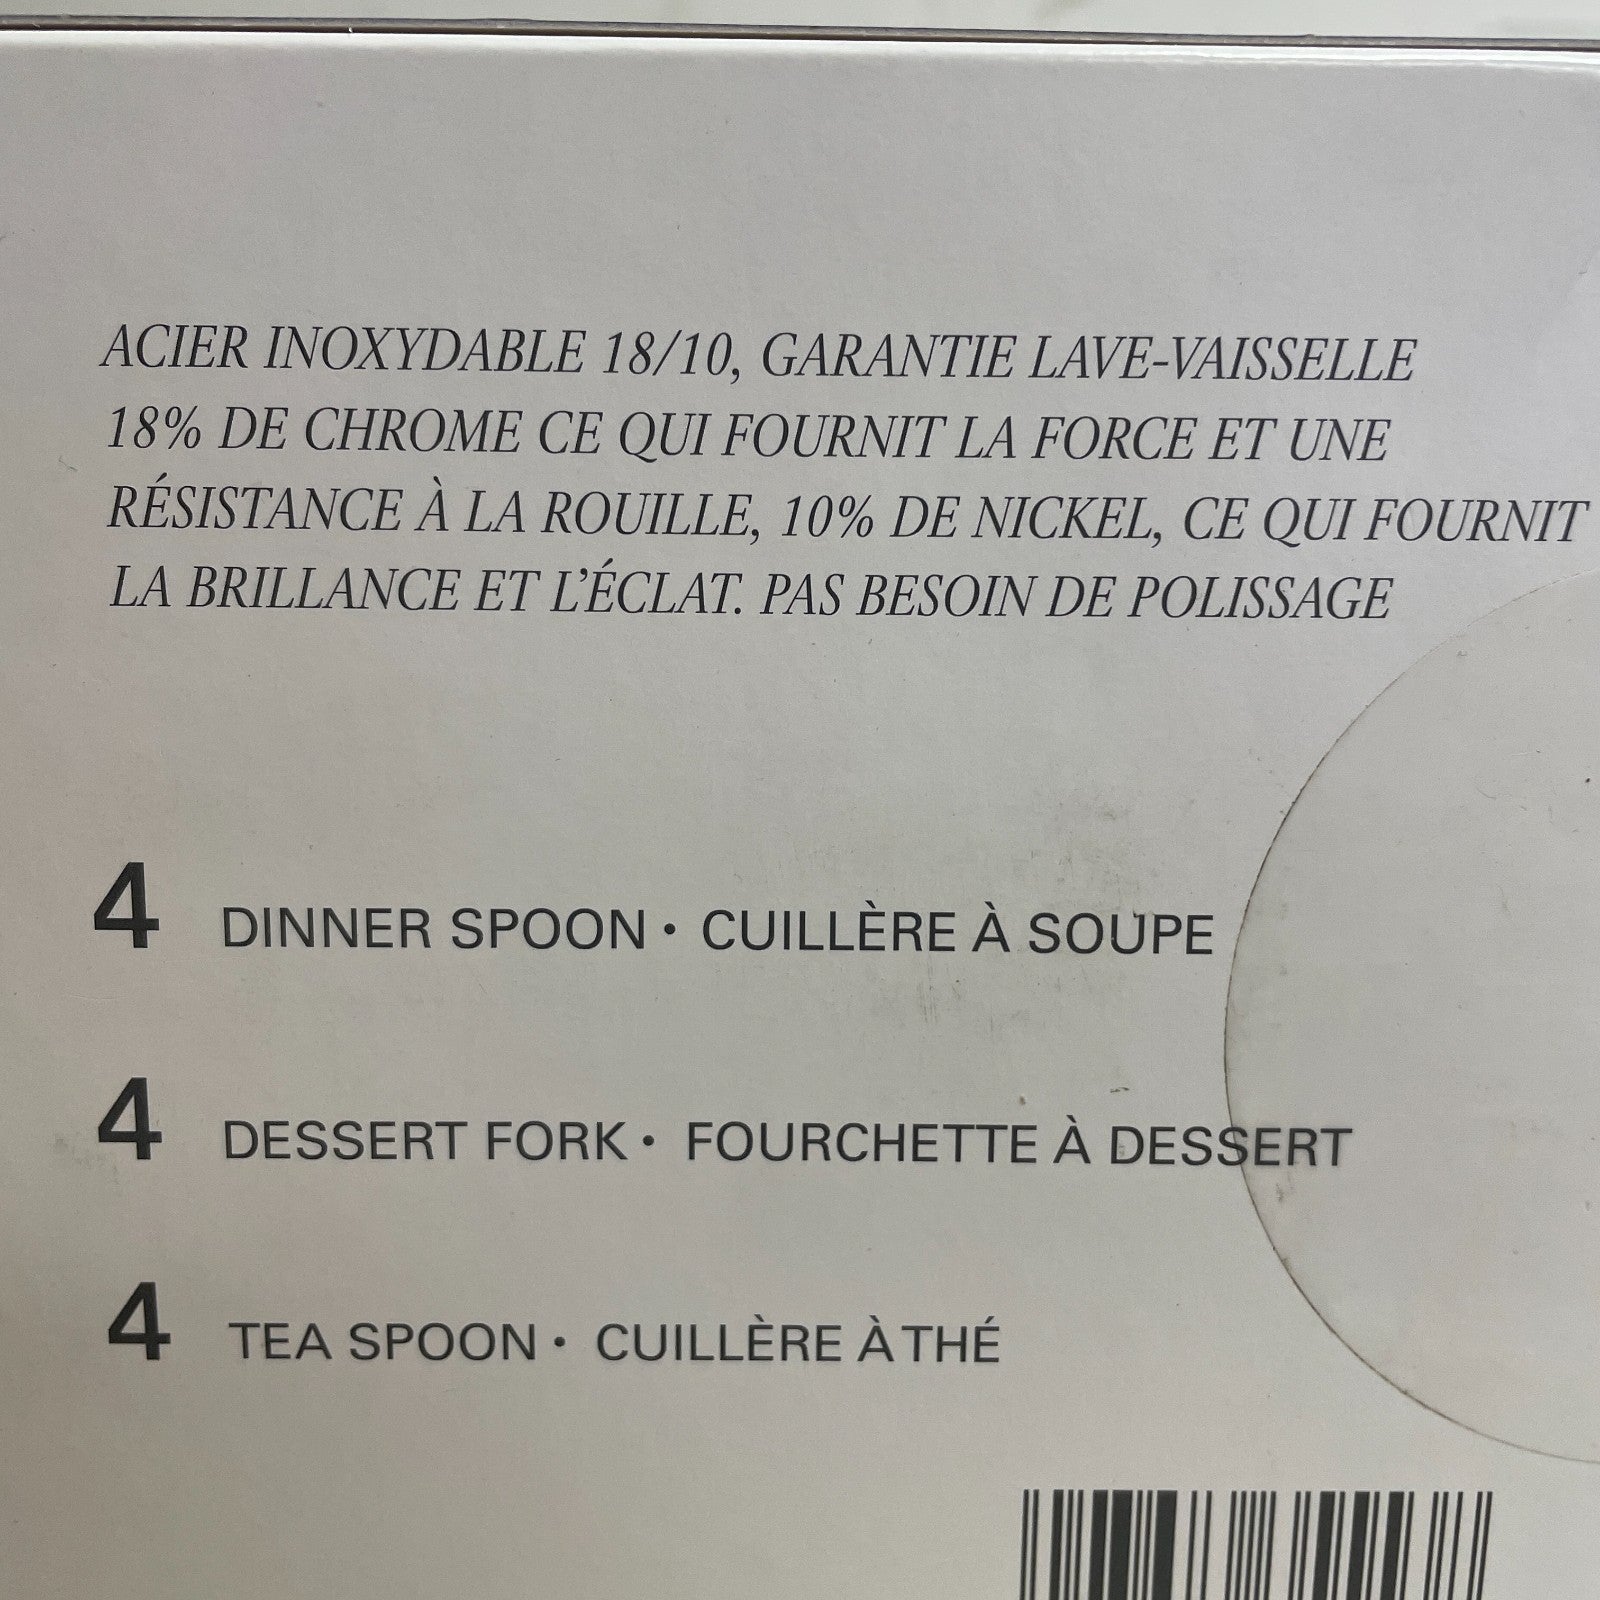 ACIER INOXYDABLE 18/10, GARANTIE LAVE-VAISSELLE
18% DE CHROME CE QUI FOURNIT LA FORCE ET UNE
RÉSISTANCE À LA ROUILLE, 10% DE NICKEL, CE QUI FOURNIT
LA BRILLANCE ET L'ÉCLAT. PAS BESOIN DE POLISSAGE
4 DINNER SPOON • CUILLÈRE À SOUPE
4 DESSERT FORK • FOURCHETTE À DESSERT
4 TEA SPOON • CUILLÈRE À THÉ